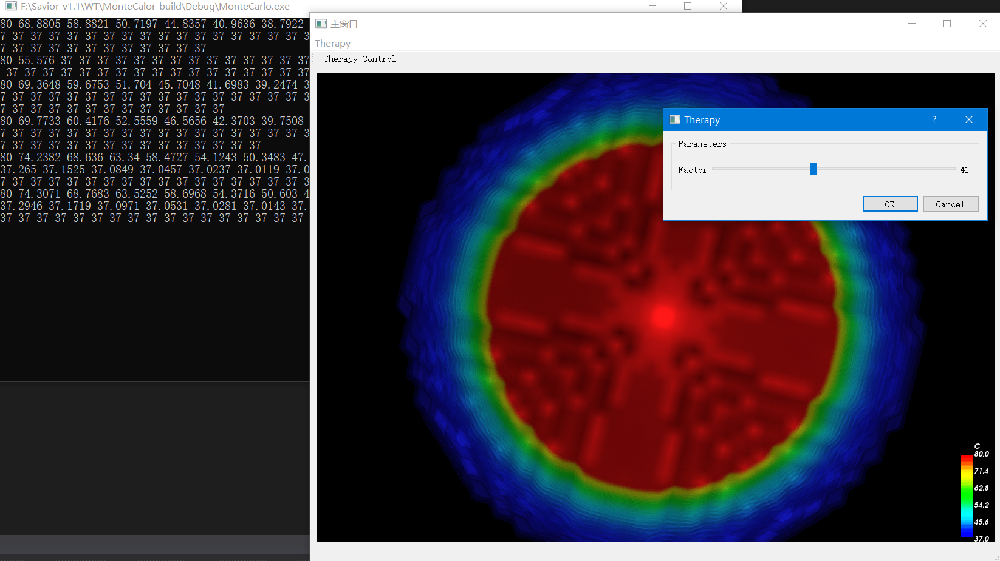 F:\Savior-v1.1\WT\MonteCalor-build\Debug\MonteCarlo.exe
80 68.8805 58.8821 50.7197 44.8357 40.9636 38.7922
7 37 37 37 37 37 37 37 37 37 37 37 37 37 37 37 37 3
7 37 37 37 37 37 37 37 37 37 37 37
80 55.576 37 37 37 37 37 37 37 37 37 37 37 37 37 37
37 37 37 37 37 37 37 37 37 37 37 37 37 37 37 37 37
80 69.3648 59.6753 51.704 45.7048 41.6983 39.2474 3
7 37 37 37 37 37 37 37 37 37 37 37 37 37 37 37 37 3
7 37 37 37 37 37 37 37 37 37 37 37 37
80 69.7733 60.4176 52.5559 46.5656 42.3703 39.7508
7 37 37 37 37 37 37 37 37 37 37 37 37 37 37 37 37 3
7 37 37 37 37 37 37 37 37 37 37 37 37 37 37
80 74.2382 68.636 63.34 58.4727 54.1243 50.3483 47.
37.265 37.1525 37.0849 37.0457 37.0237 37.0119 37.0
7 37 37 37 37 37 37 37 37 37 37 37 37 37 37 37 37 3
80 74.3071 68.7683 63.5252 58.6968 54.3716 50.603 4
37.2946 37.1719 37.0971 37.0531 37.0281 37.0143 37.
37 37 37 37 37 37 37 37 37 37 37 37 37 37 37 37 37
主窗口
Therapy
Therapy Control
Therapy
Parameters
Factor 41
OK Cancel
C
80.0
71.4
62.8
54.2
45.6
37.0